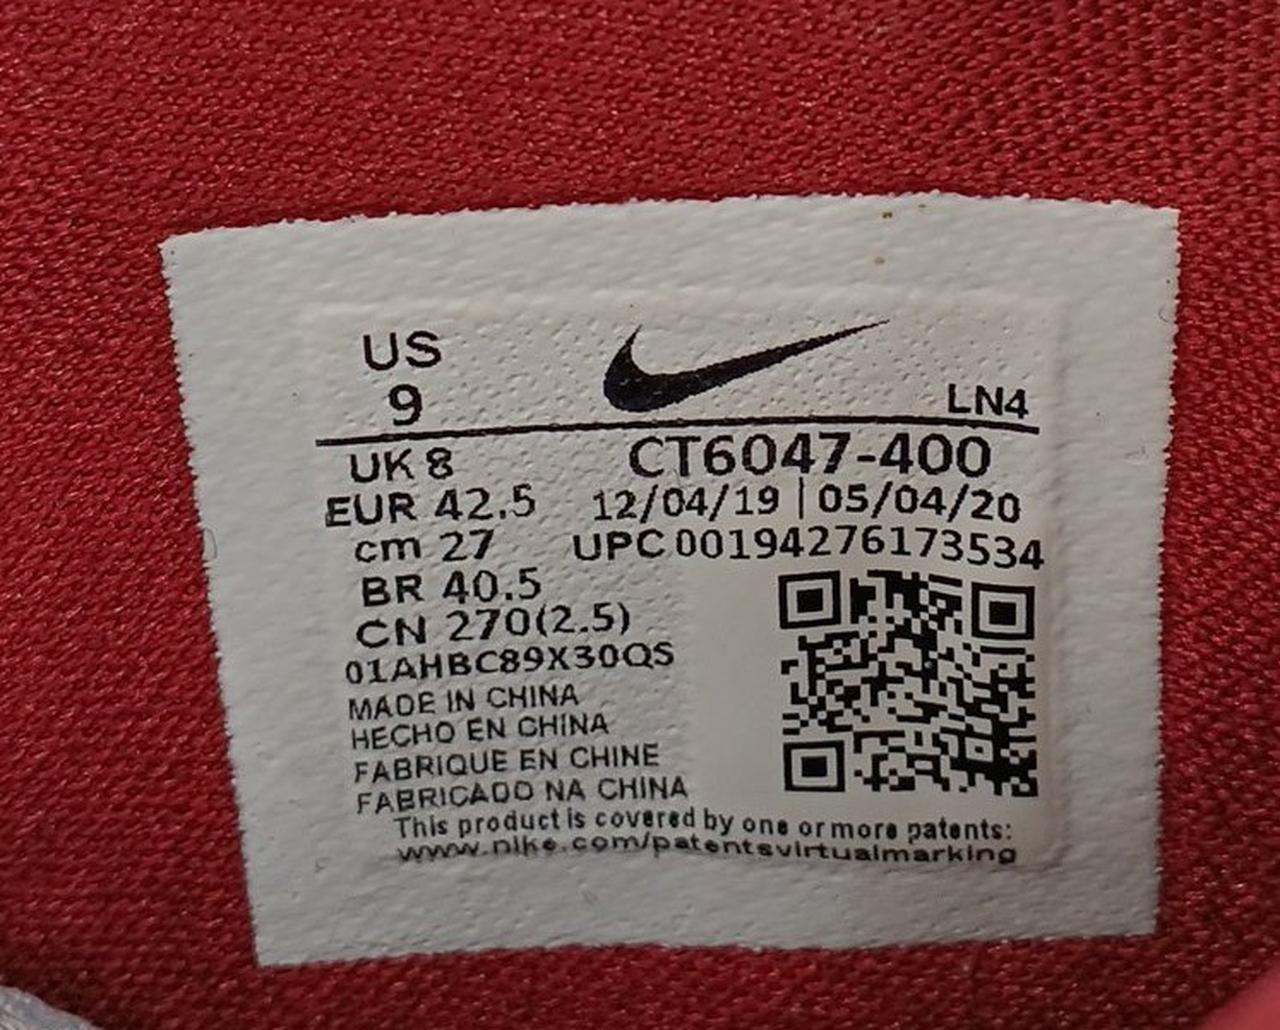 US
9
LN4
UK 8
CT6047-400
EUR 42.5
12/04/19 | 05/04/20
cm 27
UPC 00194276173534
BR 40.5
CN 270(2.5)
01AHBC89X30QS
MADE IN CHINA
HECHO EN CHINA
FABRIQUE EN CHINE
FABRICADO NA CHINA
This product is covered by one or more patents:
www.nike.com/patentsvirtualmarking